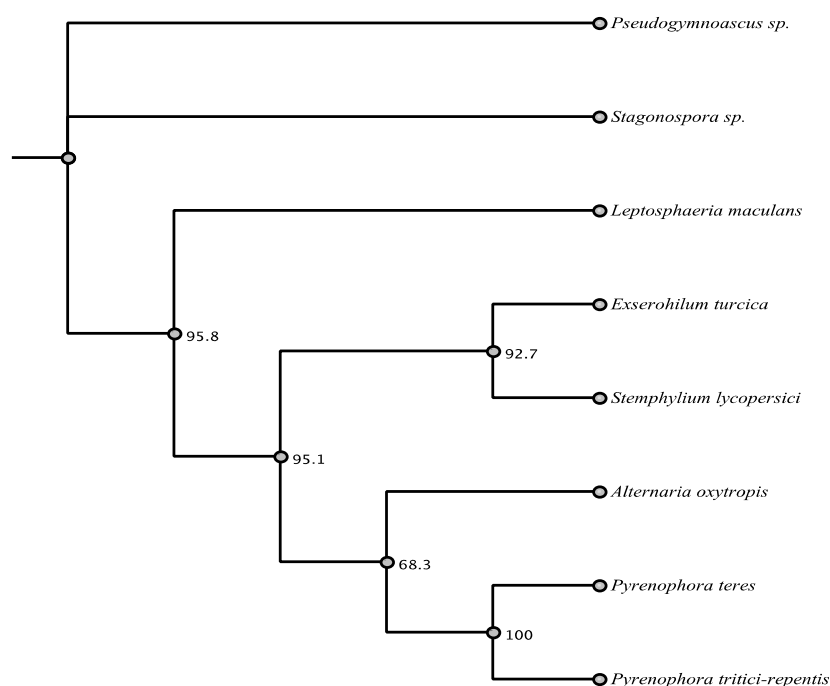 Pseudogymnoascus sp.
Stagonospora sp.
Leptosphaeria maculans
Exserohilum turcica
95.8
92.7
Stemphylium lycopersici
95.1
Alternaria oxytropis
68.3
Pyrenophora teres
100
Pyrenophora tritici-repentis